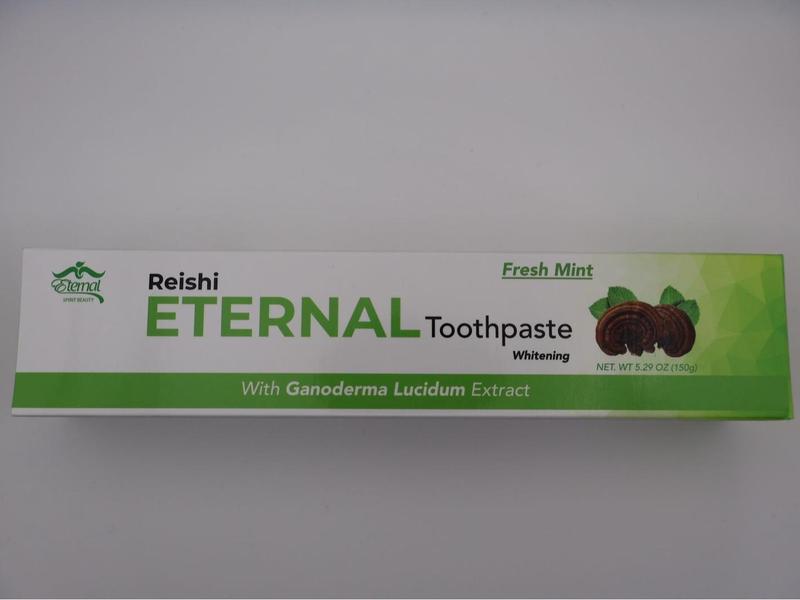 Eternal
SPIRIT BEAUTY
Reishi
ETERNAL Toothpaste
Whitening
Fresh Mint
NET. WT 5.29 OZ (150g)
With Ganoderma Lucidum Extract